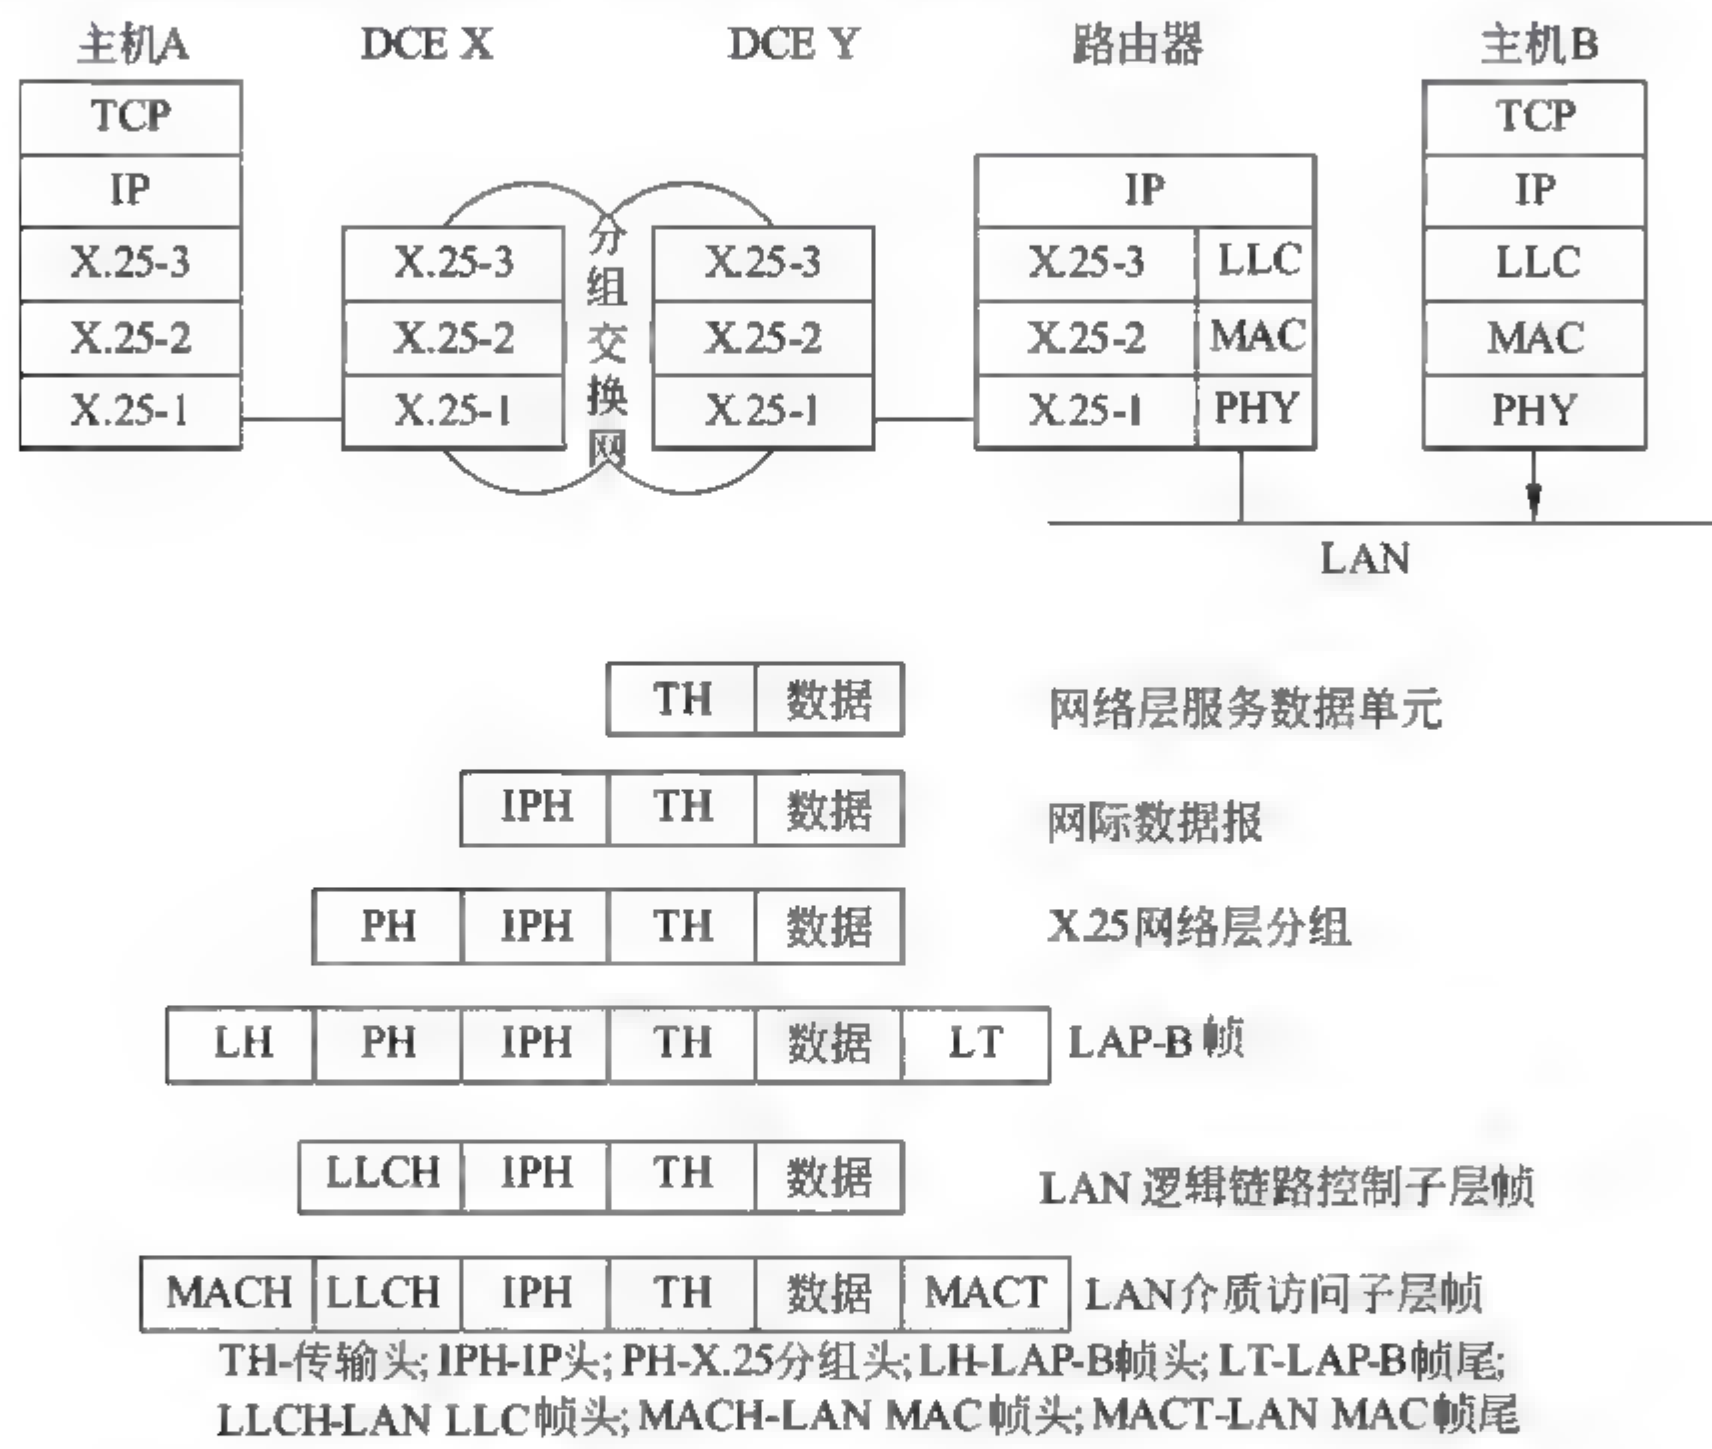 主机A DCE X DCE Y 路由器 主机B
TCP TCP
IP IP IP
X.25-3 X.25-3 X.25-3 X.25-3 LLC LLC
X.25-2 X.25-2 X.25-2 X.25-2 MAC MAC
X.25-1 X.25-1 X.25-1 X.25-1 PHY PHY
分组交换网
LAN
TH 数据 网络层服务数据单元
IPH TH 数据 网际数据报
PH IPH TH 数据 X.25网络层分组
LH PH IPH TH 数据 LT LAP-B帧
LLCH IPH TH 数据 LAN 逻辑链路控制子层帧
MACH LLCH IPH TH 数据 MACT LAN介质访问子层帧
TH-传输头;IPH-IP头;PH-X.25分组头;LH-LAP-B帧头;LT-LAP-B帧尾;
LLCH-LAN LLC帧头;MACH-LAN MAC帧头;MACT-LAN MAC帧尾